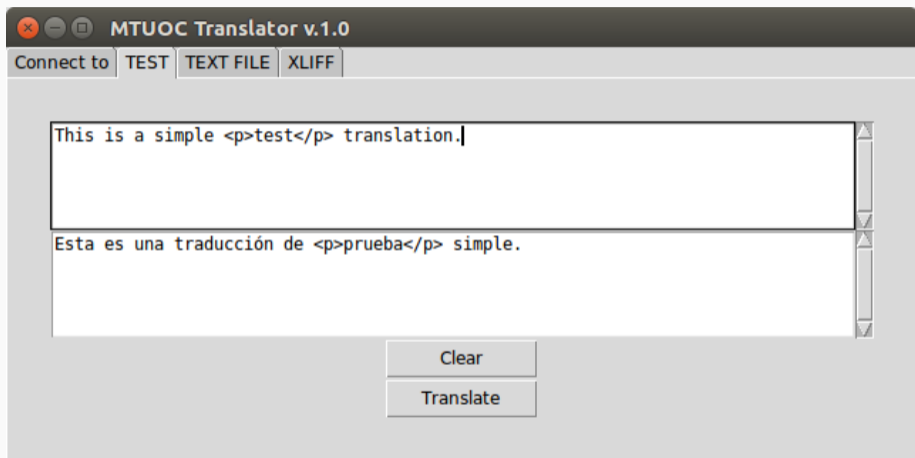 MTUOC Translator v.1.0
Connect to TEST TEXT FILE XLIFF
This is a simple <p>test</p> translation.
Esta es una traducción de <p>prueba</p> simple.
Clear
Translate